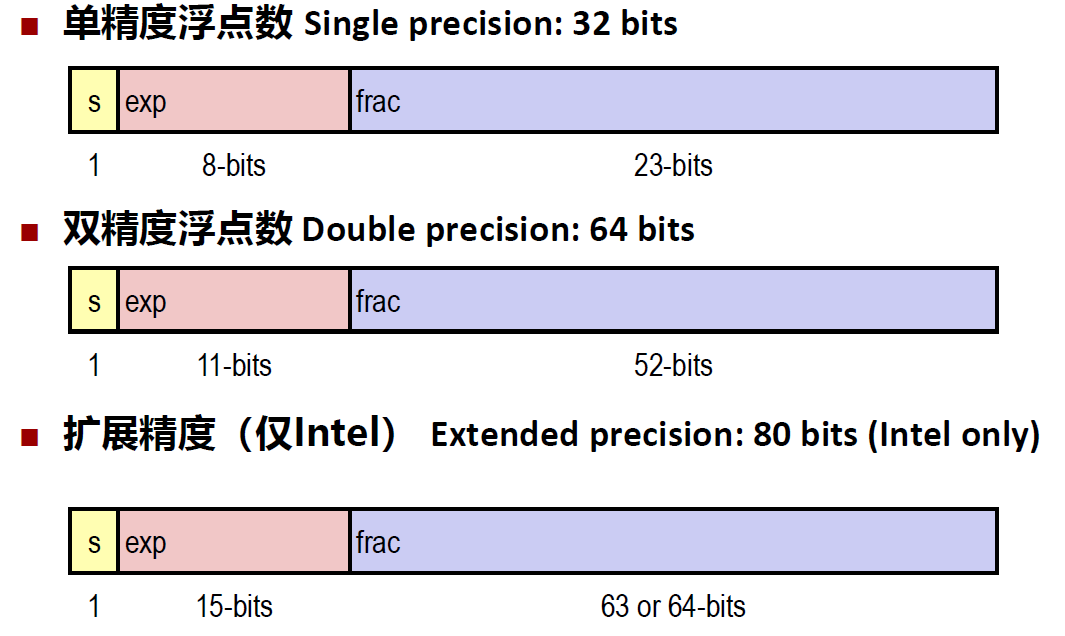 单精度浮点数 Single precision: 32 bits
s exp frac
1 8-bits 23-bits
双精度浮点数 Double precision: 64 bits
s exp frac
1 11-bits 52-bits
扩展精度（仅Intel） Extended precision: 80 bits (Intel only)
s exp frac
1 15-bits 63 or 64-bits